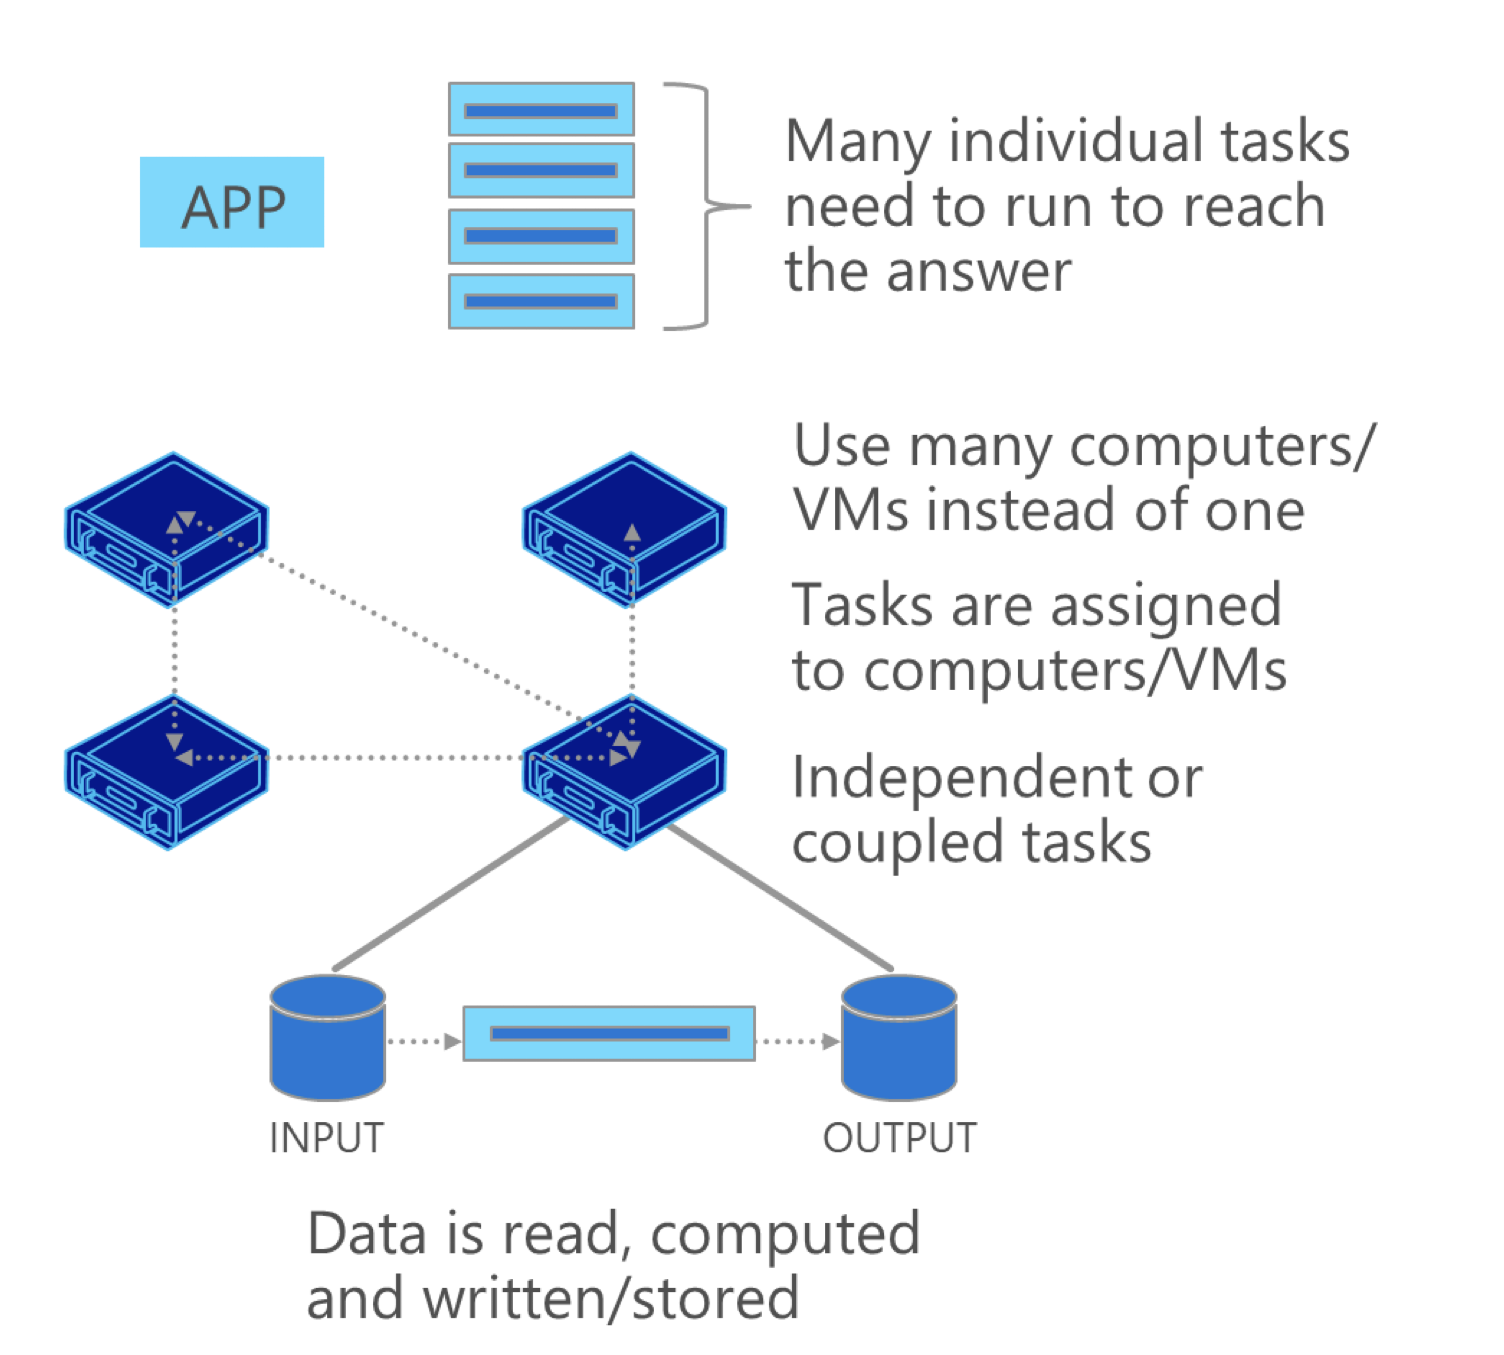 APP
Many individual tasks
need to run to reach
the answer
Use many computers/
VMs instead of one
Tasks are assigned
to computers/VMs
Independent or
coupled tasks
INPUT
OUTPUT
Data is read, computed
and written/stored